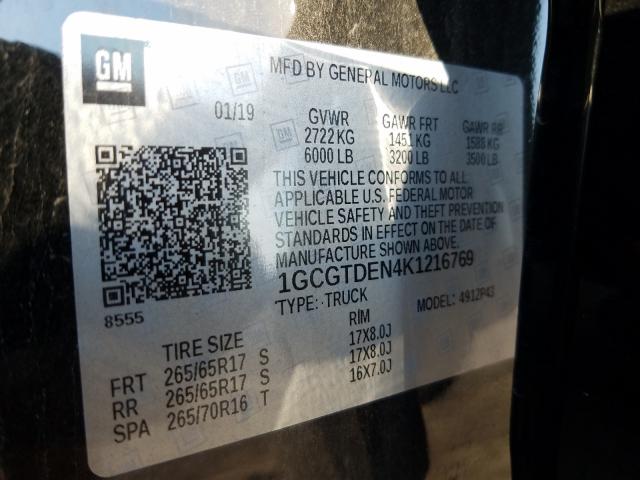 GM
MFD BY GENERAL MOTORS LLC
01/19
GVWR GAWR FRT GAWR RR
2722 KG 1451 KG 1588 KG
6000 LB 3200 LB 3500 LB
THIS VEHICLE CONFORMS TO ALL
APPLICABLE U.S. FEDERAL MOTOR
VEHICLE SAFETY AND THEFT PREVENTION
STANDARDS IN EFFECT ON THE DATE OF
MANUFACTURE SHOWN ABOVE.
1GCGTDEN4K1216769
TYPE: TRUCK MODEL: 4912P43
8555
TIRE SIZE RIM
FRT 265/65R17 S 17X8.0J
RR 265/65R17 S 17X8.0J
SPA 265/70R16 T 16X7.0J